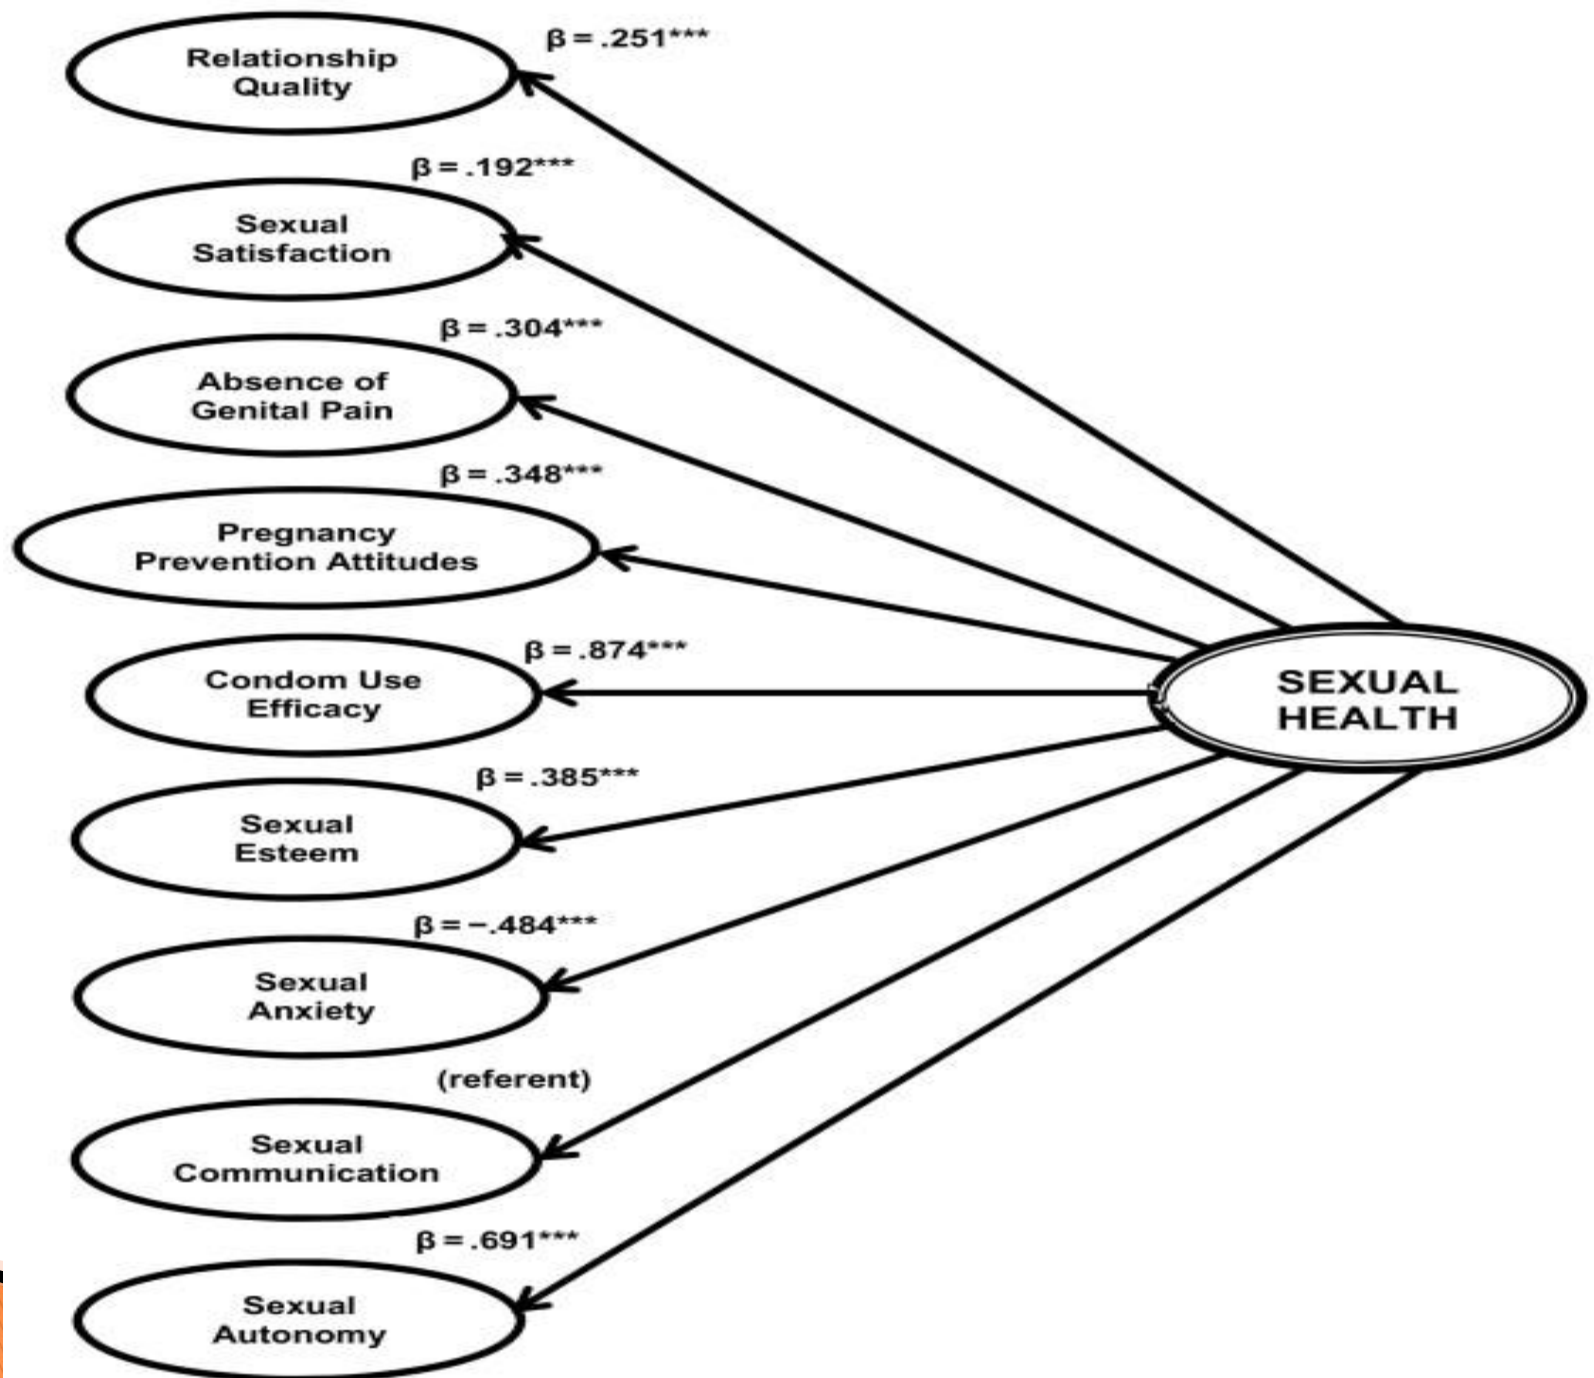 β = .251***
Relationship
Quality
β = .192***
Sexual
Satisfaction
β = .304***
Absence of
Genital Pain
β = .348***
Pregnancy
Prevention Attitudes
β = .874***
Condom Use
Efficacy
SEXUAL
HEALTH
β = .385***
Sexual
Esteem
β = −.484***
Sexual
Anxiety
(referent)
Sexual
Communication
β = .691***
Sexual
Autonomy